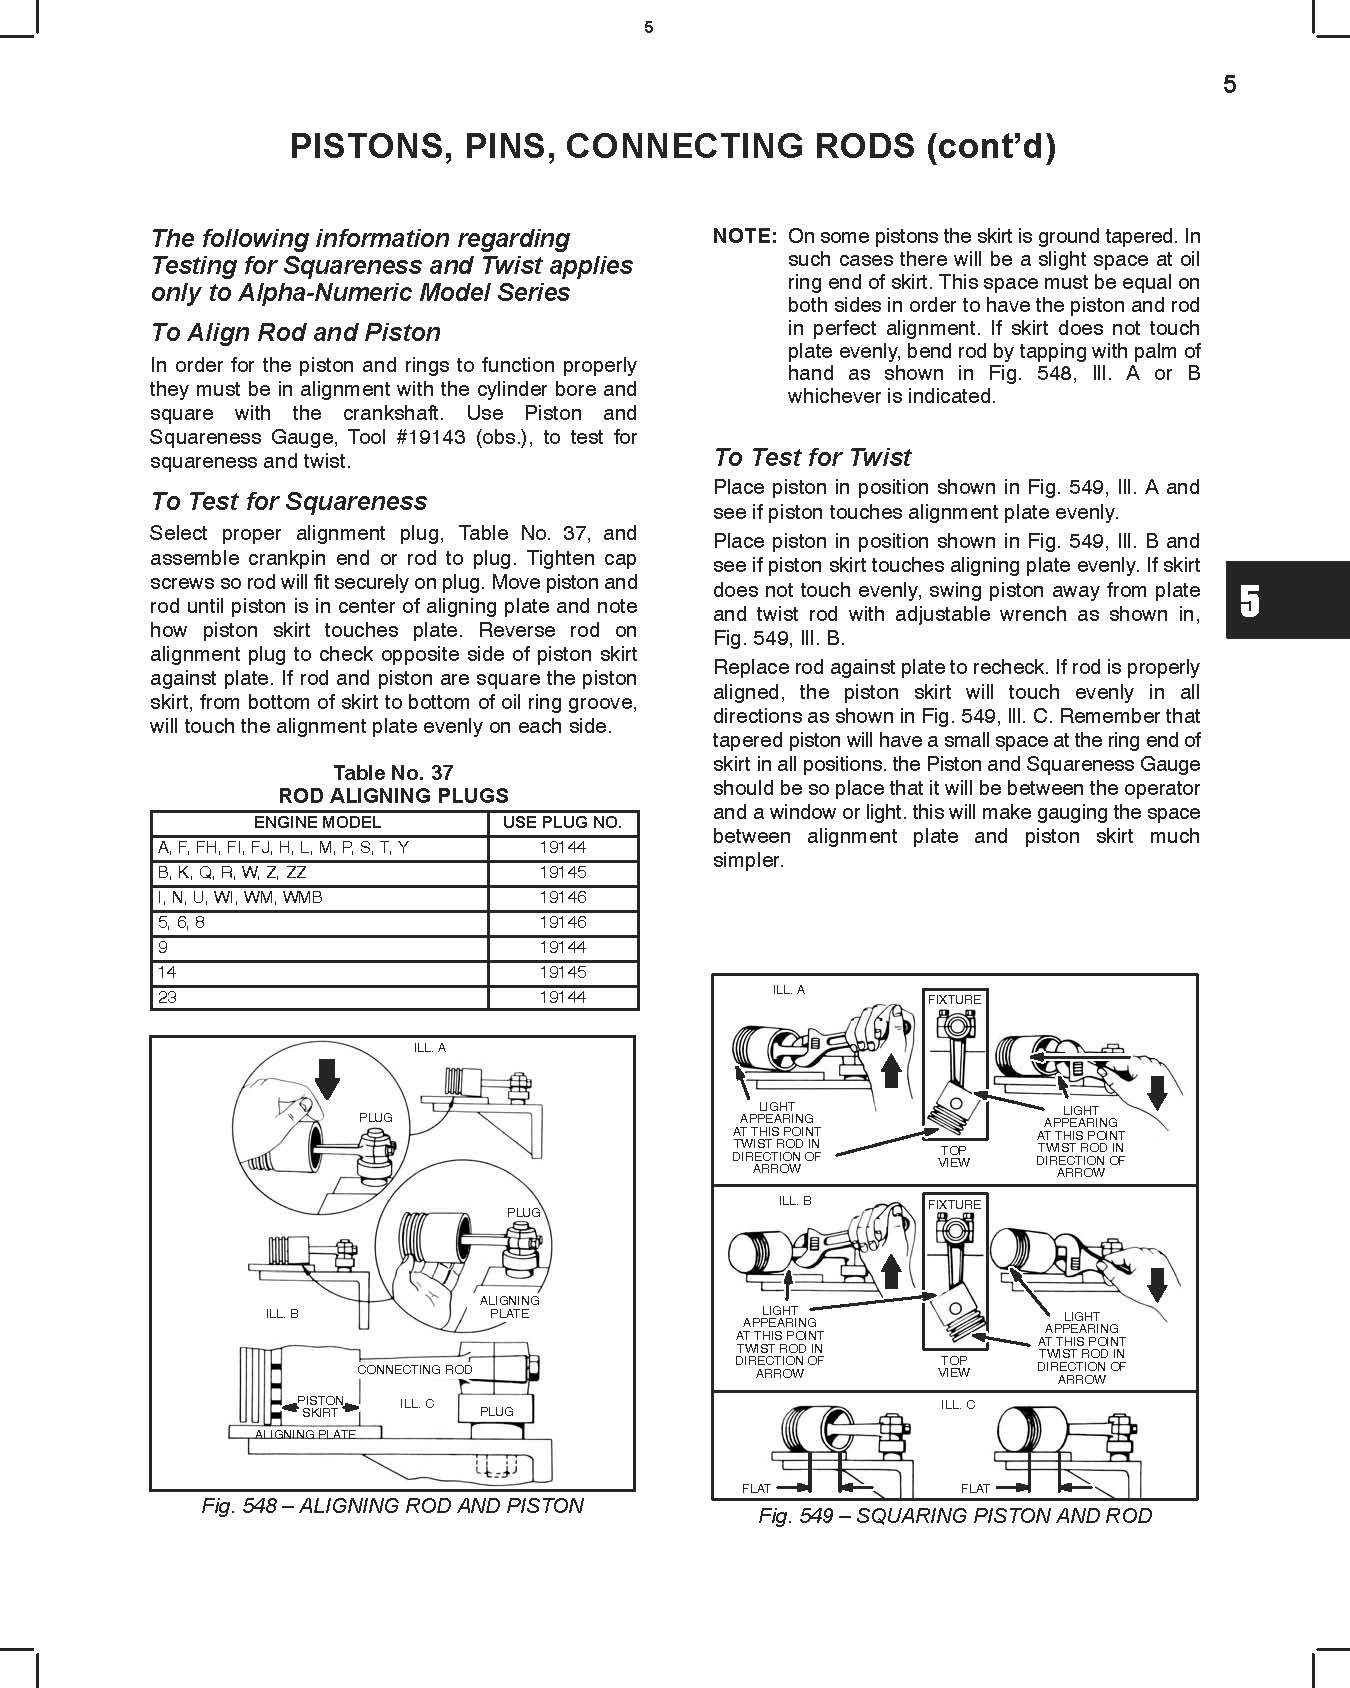 5
5
PISTONS, PINS, CONNECTING RODS (cont’d)
The following information regarding
Testing for Squareness and Twist applies
only to Alpha-Numeric Model Series
To Align Rod and Piston
In order for the piston and rings to function properly
they must be in alignment with the cylinder bore and
square with the crankshaft. Use Piston and
Squareness Gauge, Tool #19143 (obs.), to test for
squareness and twist.
To Test for Squareness
Select proper alignment plug, Table No. 37, and
assemble crankpin end or rod to plug. Tighten cap
screws so rod will fit securely on plug. Move piston and
rod until piston is in center of aligning plate and note
how piston skirt touches plate. Reverse rod on
alignment plug to check opposite side of piston skirt
against plate. If rod and piston are square the piston
skirt, from bottom of skirt to bottom of oil ring groove,
will touch the alignment plate evenly on each side.
Table No. 37
ROD ALIGNING PLUGS
ENGINE MODEL USE PLUG NO.
A, F, FH, FI, FJ, H, L, M, P, S, T, Y 19144
B, K, Q, R, W, Z, ZZ 19145
I, N, U, WI, WM, WMB 19146
5, 6, 8 19146
9 19144
14 19145
23 19144
ILL. A
PLUG
PLUG
ALIGNING
PLATE
ILL. B
CONNECTING ROD
PISTON
SKIRT
ILL. C
PLUG
ALIGNING PLATE
Fig. 548 – ALIGNING ROD AND PISTON
NOTE: On some pistons the skirt is ground tapered. In
such cases there will be a slight space at oil
ring end of skirt. This space must be equal on
both sides in order to have the piston and rod
in perfect alignment. If skirt does not touch
plate evenly, bend rod by tapping with palm of
hand as shown in Fig. 548, Ill. A or B
whichever is indicated.
To Test for Twist
Place piston in position shown in Fig. 549, Ill. A and
see if piston touches alignment plate evenly.
Place piston in position shown in Fig. 549, Ill. B and
see if piston skirt touches aligning plate evenly. If skirt
does not touch evenly, swing piston away from plate
and twist rod with adjustable wrench as shown in,
Fig. 549, Ill. B.
Replace rod against plate to recheck. If rod is properly
aligned, the piston skirt will touch evenly in all
directions as shown in Fig. 549, Ill. C. Remember that
tapered piston will have a small space at the ring end of
skirt in all positions. the Piston and Squareness Gauge
should be so place that it will be between the operator
and a window or light. this will make gauging the space
between alignment plate and piston skirt much
simpler.
5
ILL. A
FIXTURE
LIGHT
APPEARING
AT THIS POINT
TWIST ROD IN
DIRECTION OF
ARROW
TOP
VIEW
LIGHT
APPEARING
AT THIS POINT
TWIST ROD IN
DIRECTION OF
ARROW
ILL. B
FIXTURE
LIGHT
APPEARING
AT THIS POINT
TWIST ROD IN
DIRECTION OF
ARROW
TOP
VIEW
LIGHT
APPEARING
AT THIS POINT
TWIST ROD IN
DIRECTION OF
ARROW
ILL. C
FLAT
FLAT
Fig. 549 – SQUARING PISTON AND ROD